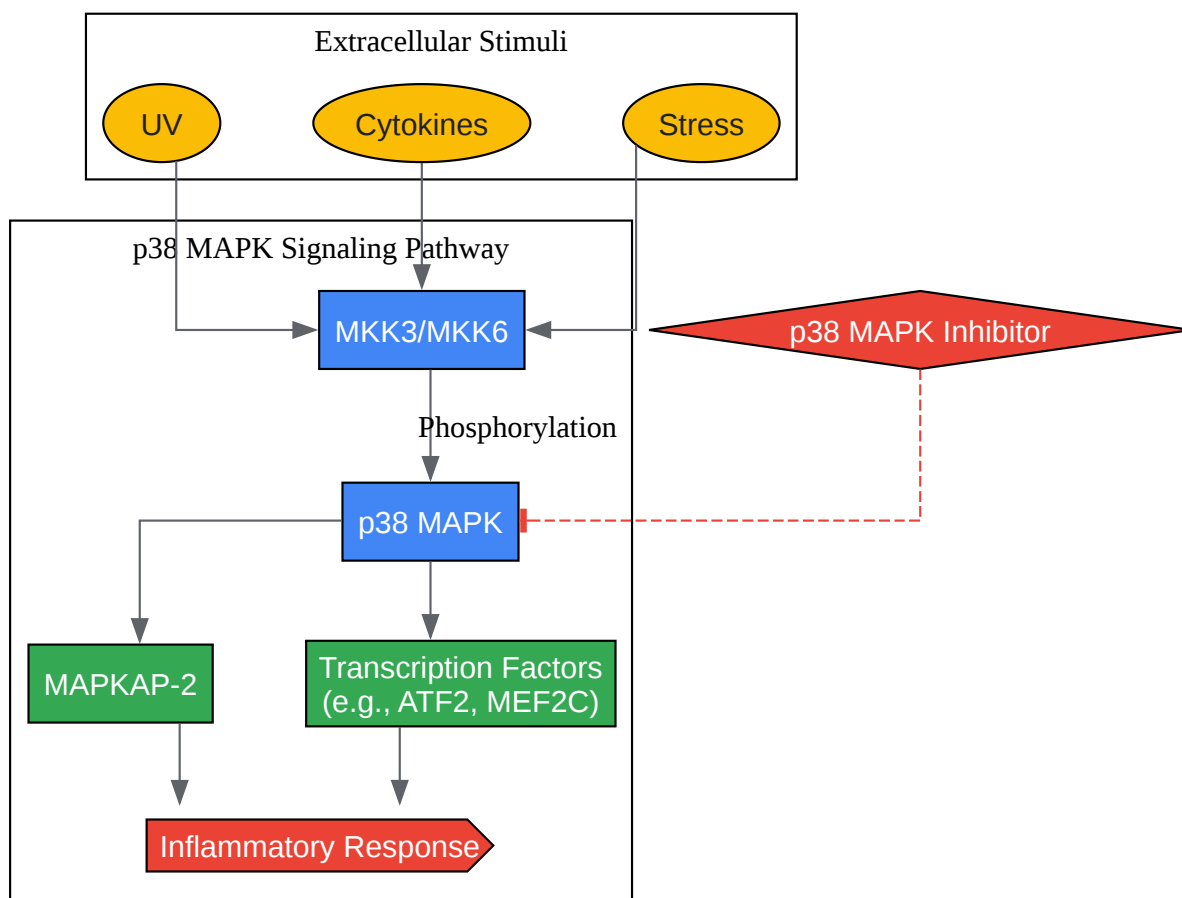 Extracellular Stimuli
UV
Cytokines
Stress
p38 MAPK Signaling Pathway
MKK3/MKK6
p38 MAPK Inhibitor
Phosphorylation
p38 MAPK
MAPKAP-2
Transcription Factors
(e.g., ATF2, MEF2C)
Inflammatory Response